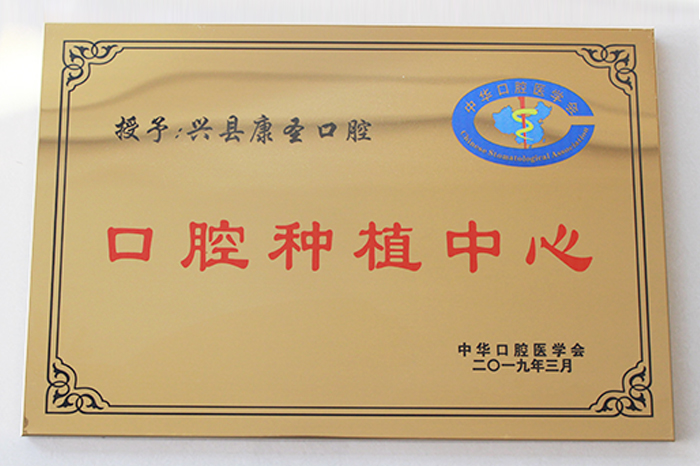 中华口腔医学会
Chinese Stomatological Association
授予:兴县康圣口腔
口腔种植中心
中华口腔医学会
二〇一九年三月